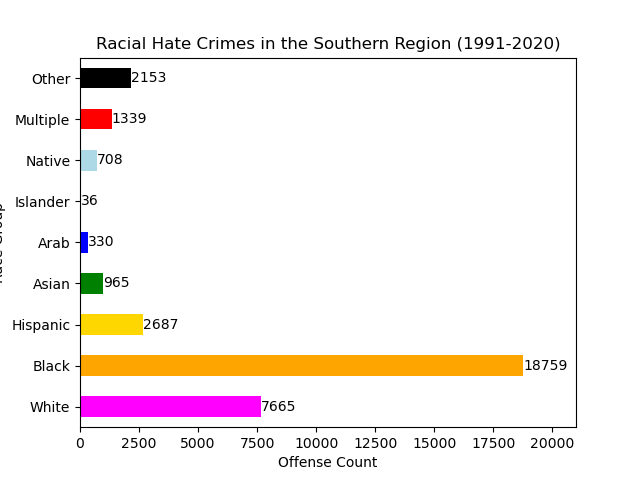 Racial Hate Crimes in the Southern Region (1991-2020)
Other 2153
Multiple 1339
Native 708
Islander 36
Arab 330
Asian 965
Hispanic 2687
Black 18759
White 7665
0 2500 5000 7500 10000 12500 15000 17500 20000
Offense Count